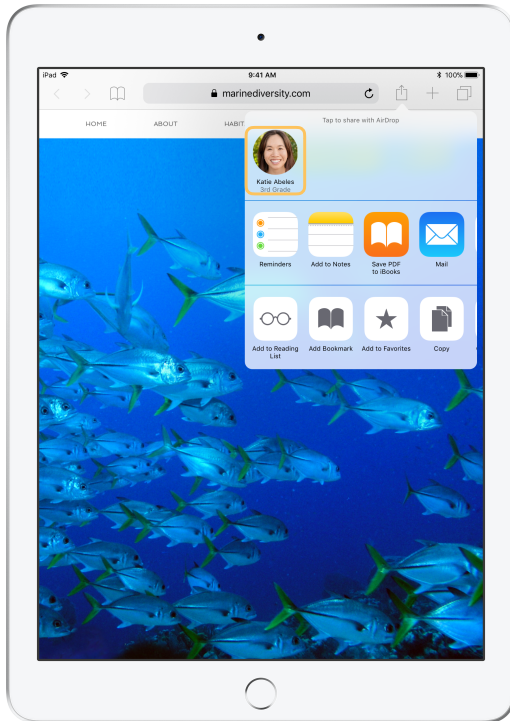 iPad 9:41 AM 100%
marinediversity.com
HOME ABOUT HABIT
Tap to share with AirDrop
Katie Abeles
3rd Grade
Reminders Add to Notes Save PDF
to iBooks Mail
Add to Reading
List Add Bookmark Add to Favorites Copy